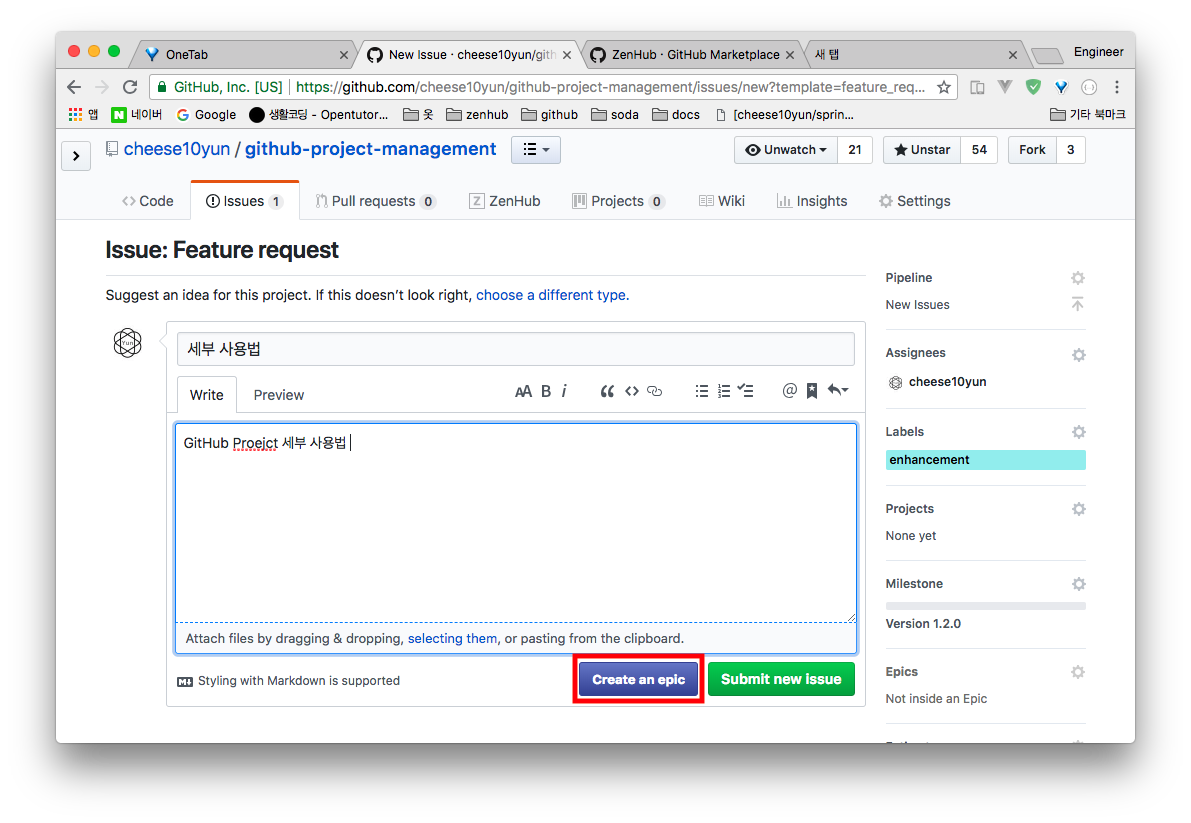 OneTab
New Issue · cheese10yun/gith
ZenHub · GitHub Marketplace
새 탭
Engineer
GitHub, Inc. [US]
https://github.com/cheese10yun/github-project-management/issues/new?template=feature_req...
앱
네이버
Google
생활코딩 - Opentutor...
옷
zenhub
github
soda
docs
[cheese10yun/sprin...
기타 북마크
cheese10yun / github-project-management
Unwatch 21
Unstar 54
Fork 3
Code
Issues 1
Pull requests 0
ZenHub
Projects 0
Wiki
Insights
Settings
Issue: Feature request
Suggest an idea for this project. If this doesn't look right, choose a different type.
Yun
세부 사용법
Write
Preview
AA B i
GitHub Proejct 세부 사용법
Attach files by dragging & dropping, selecting them, or pasting from the clipboard.
Styling with Markdown is supported
Create an epic
Submit new issue
Pipeline
New Issues
Assignees
cheese10yun
Labels
enhancement
Projects
None yet
Milestone
Version 1.2.0
Epics
Not inside an Epic